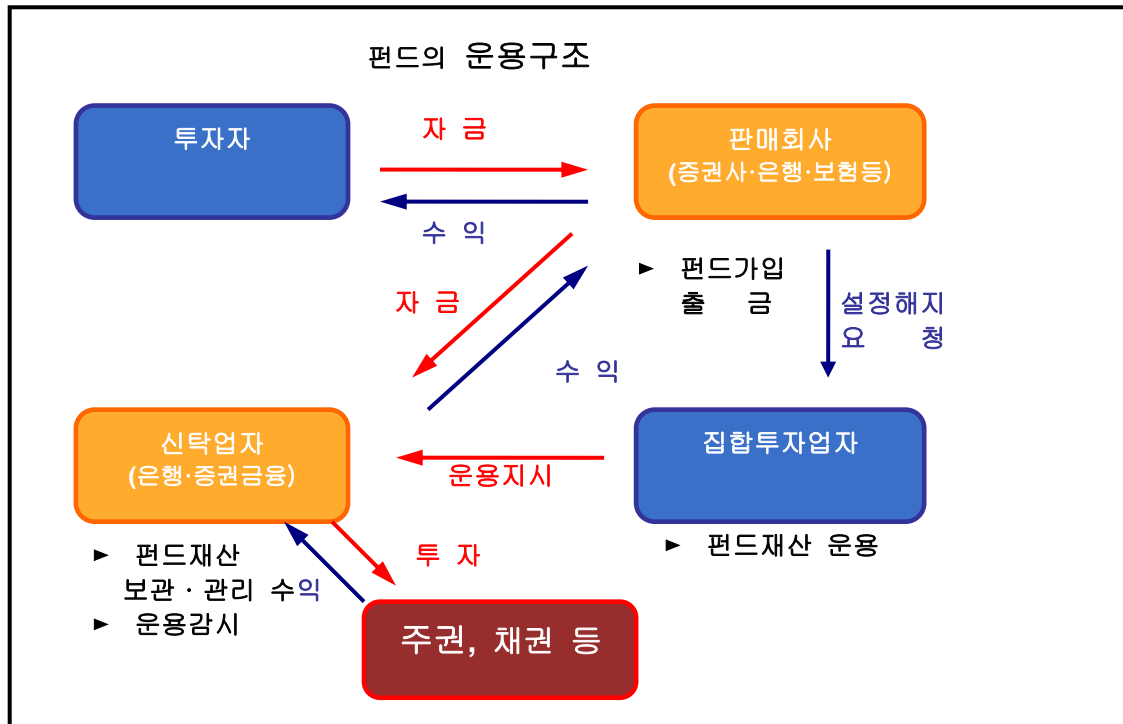 펀드의 운용구조
투자자
자 금
판매회사
(증권사·은행·보험등)
수 익
► 펀드가입
출 금
자 금
설정해지
요 청
수 익
신탁업자
(은행·증권금융)
집합투자업자
운용지시
► 펀드재산
보관 · 관리 수익
► 운용감시
투 자
► 펀드재산 운용
주권, 채권 등